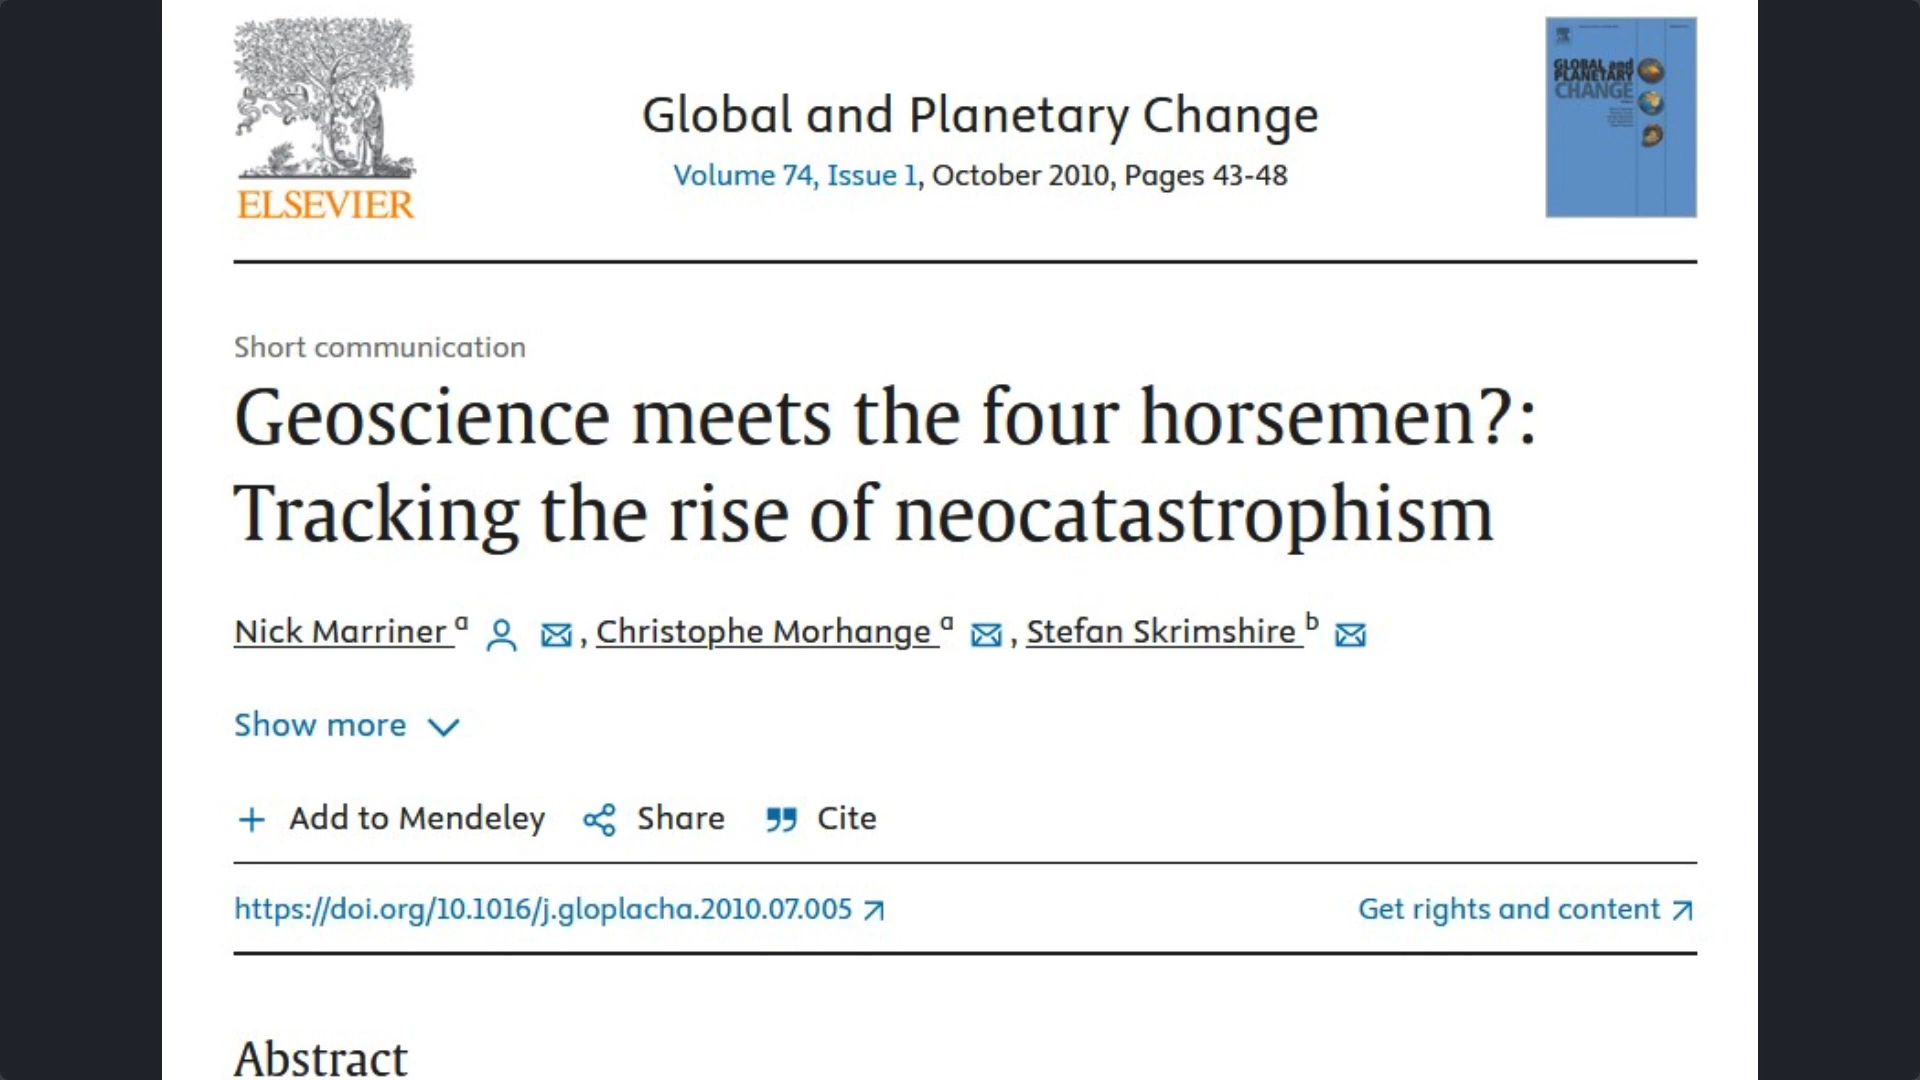 ELSEVIER
Global and Planetary Change
Volume 74, Issue 1, October 2010, Pages 43-48
GLOBAL and
PLANETARY
CHANGE
Short communication
Geoscience meets the four horsemen?:
Tracking the rise of neocatastrophism
Nick Marriner a , Christophe Morhange a , Stefan Skrimshire b
Show more
Add to Mendeley Share Cite
https://doi.org/10.1016/j.gloplacha.2010.07.005 Get rights and content
Abstract